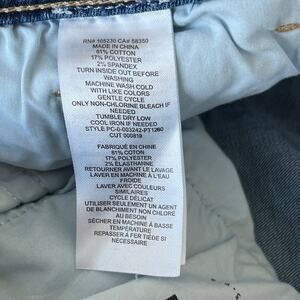 RN# 105230 CA# 58350
MADE IN CHINA
81% COTTON
17% POLYESTER
2% SPANDEX
TURN INSIDE OUT BEFORE
WASHING
MACHINE WASH COLD
WITH LIKE COLORS
GENTLE CYCLE
ONLY NON-CHLORINE BLEACH IF
NEEDED
TUMBLE DRY LOW
COOL IRON IF NEEDED
STYLE PC-0-003242-PT1260
CUT 000819
FABRIQUÉ EN CHINE
81% COTON
17% POLYESTER
2% ÉLASTHANNE
RETOURNER AVANT LE LAVAGE
LAVER EN MACHINE À L'EAU
FROIDE
LAVER AVEC COULEURS
SIMILAIRES
CYCLE DÉLICAT
UTILISER SEULEMENT UN AGENT
DE BLANCHIMENT NON CHLORÉ
AU BESOIN
SÉCHER EN MACHINE À BASSE
TEMPÉRATURE
REPASSER À FER TIÈDE SI
NÉCESSAIRE